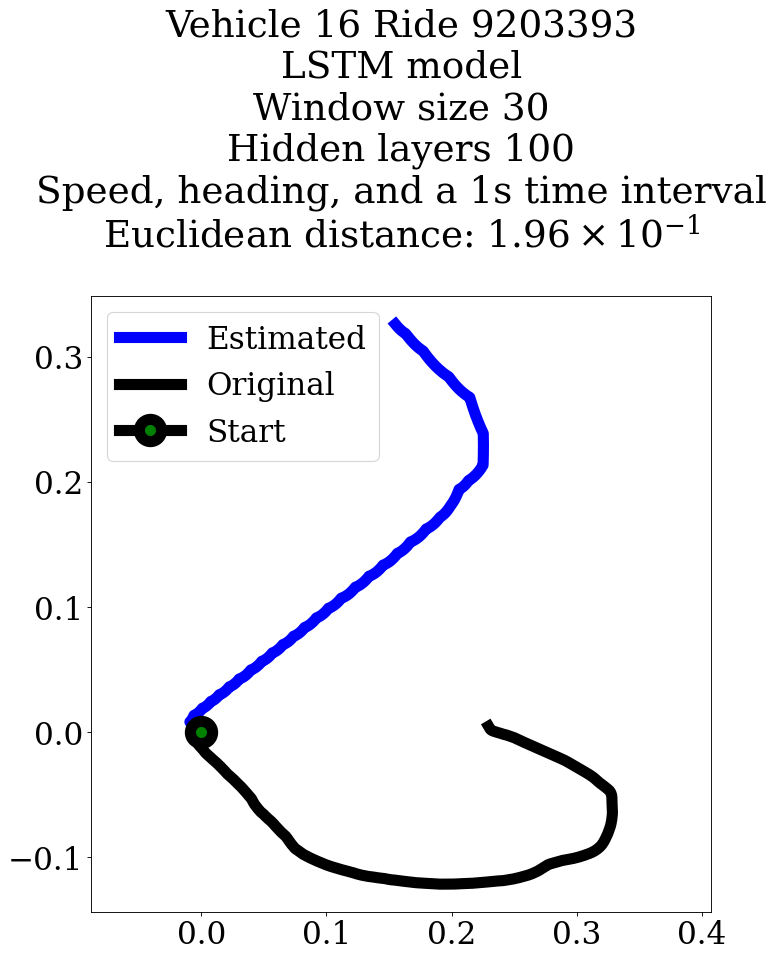 Vehicle 16 Ride 9203393
LSTM model
Window size 30
Hidden layers 100
Speed, heading, and a 1s time interval
Euclidean distance: 1.96 × 10⁻¹
Estimated
Original
Start
0.3
0.2
0.1
0.0
−0.1
0.0 0.1 0.2 0.3 0.4